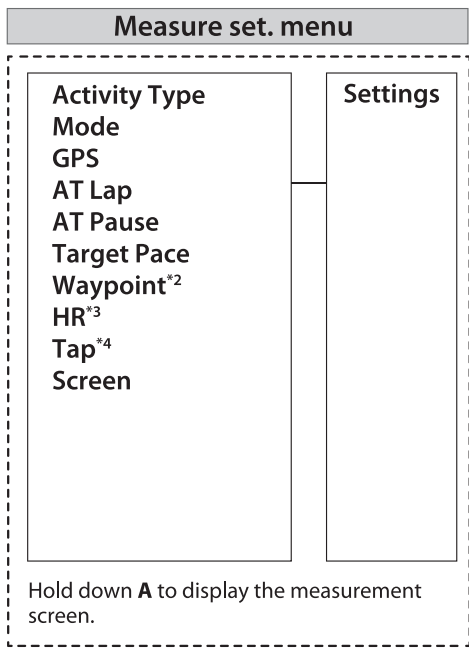 Measure set. menu
Activity Type
Mode
GPS
AT Lap
AT Pause
Target Pace
Waypoint*2
HR*3
Tap*4
Screen
Settings
Hold down A to display the measurement
screen.